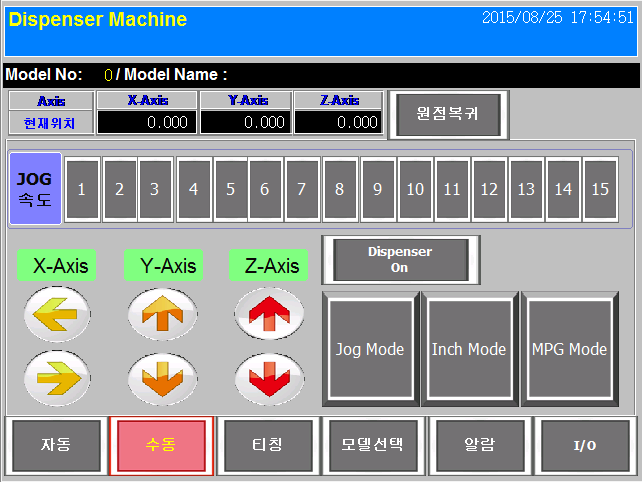 Dispenser Machine 2015/08/25 17:54:51
Model No: 0 / Model Name :
Axis X-Axis Y-Axis Z-Axis
현재위치 0.000 0.000 0.000
원점복귀
JOG
속도
1 2 3 4 5 6 7 8 9 10 11 12 13 14 15
X-Axis Y-Axis Z-Axis
Dispenser
On
Jog Mode Inch Mode MPG Mode
자동 수동 티칭 모델선택 알람 I/O